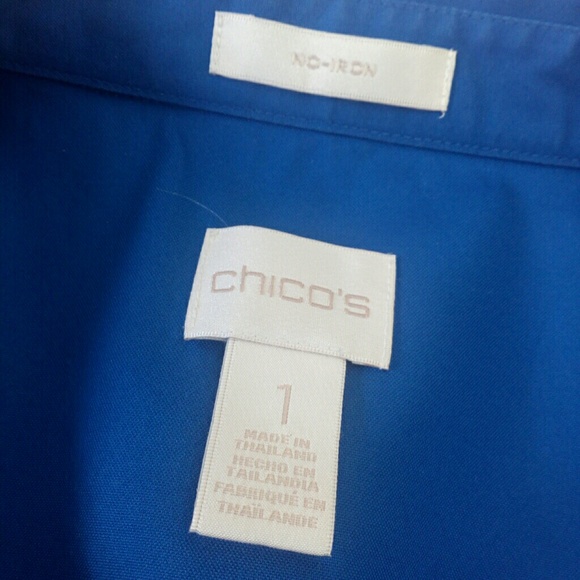 NO-IRON
chico's
1
MADE IN
THAILAND
HECHO EN
TAILANDIA
FABRIQUÉ EN
THAÏLANDE